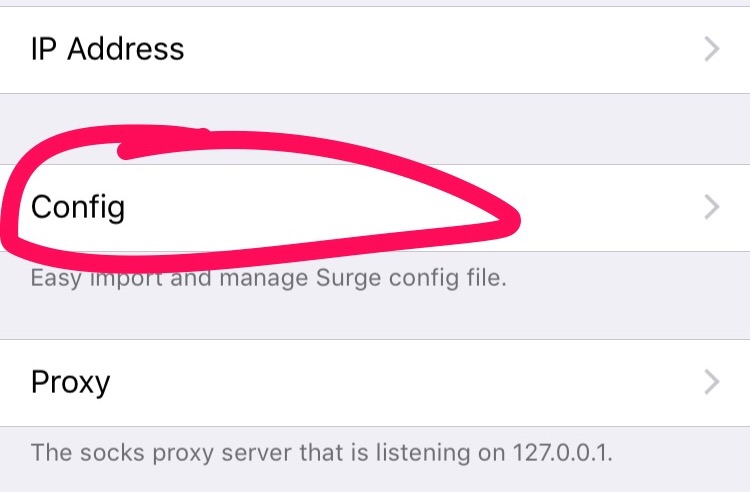 IP Address
Config
Easy import and manage Surge config file.
Proxy
The socks proxy server that is listening on 127.0.0.1.